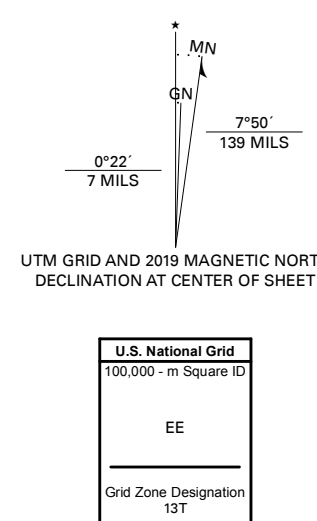 ★
MN
GN
7°50´
139 MILS
0°22´
7 MILS
UTM GRID AND 2019 MAGNETIC NORT
DECLINATION AT CENTER OF SHEET
U.S. National Grid
100,000 - m Square ID
EE
Grid Zone Designation
13T